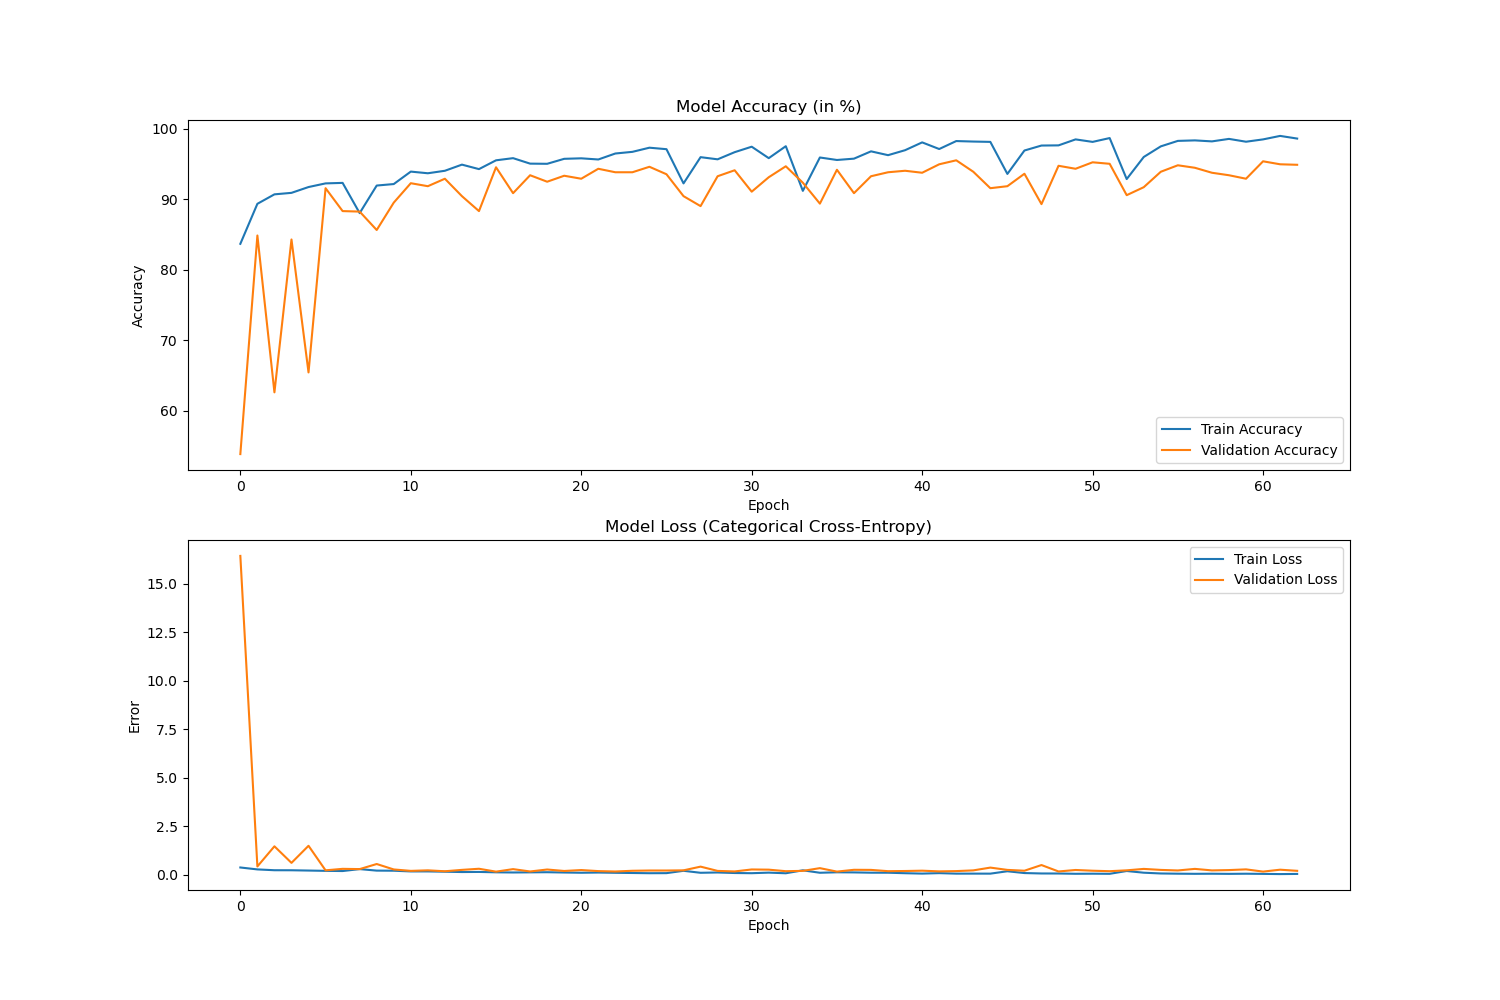 Model Accuracy (in %)
100
90
80
70
60
Accuracy
Train Accuracy
Validation Accuracy
0 10 20 30 40 50 60
Epoch
Model Loss (Categorical Cross-Entropy)
Train Loss
Validation Loss
15.0
12.5
10.0
7.5
5.0
2.5
0.0
Error
0 10 20 30 40 50 60
Epoch